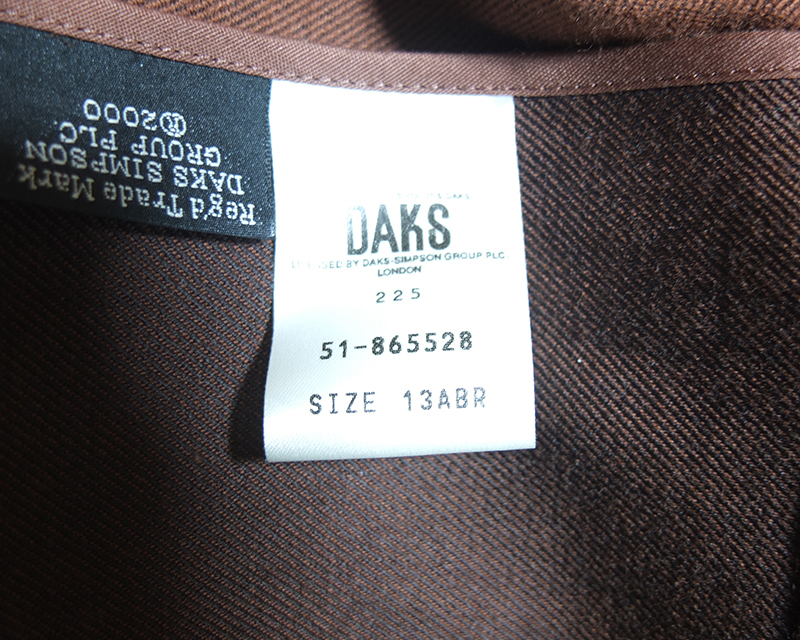 Reg'd Trade Mark
DAKS SIMPSON
GROUP PLC
®2000
DAKS
BY DAKS-SIMPSON GROUP PLC.
LONDON
225
51-865528
SIZE 13ABR